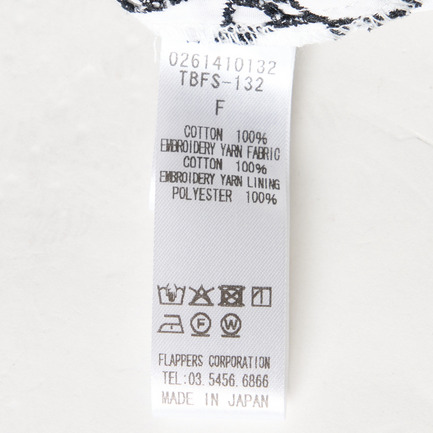 0261410132
TBFS-132
F
COTTON 100%
EMBROIDERY YARN FABRIC
COTTON 100%
EMBROIDERY YARN LINING
POLYESTER 100%
F W
FLAPPERS CORPORATION
TEL:03.5456.6866
MADE IN JAPAN